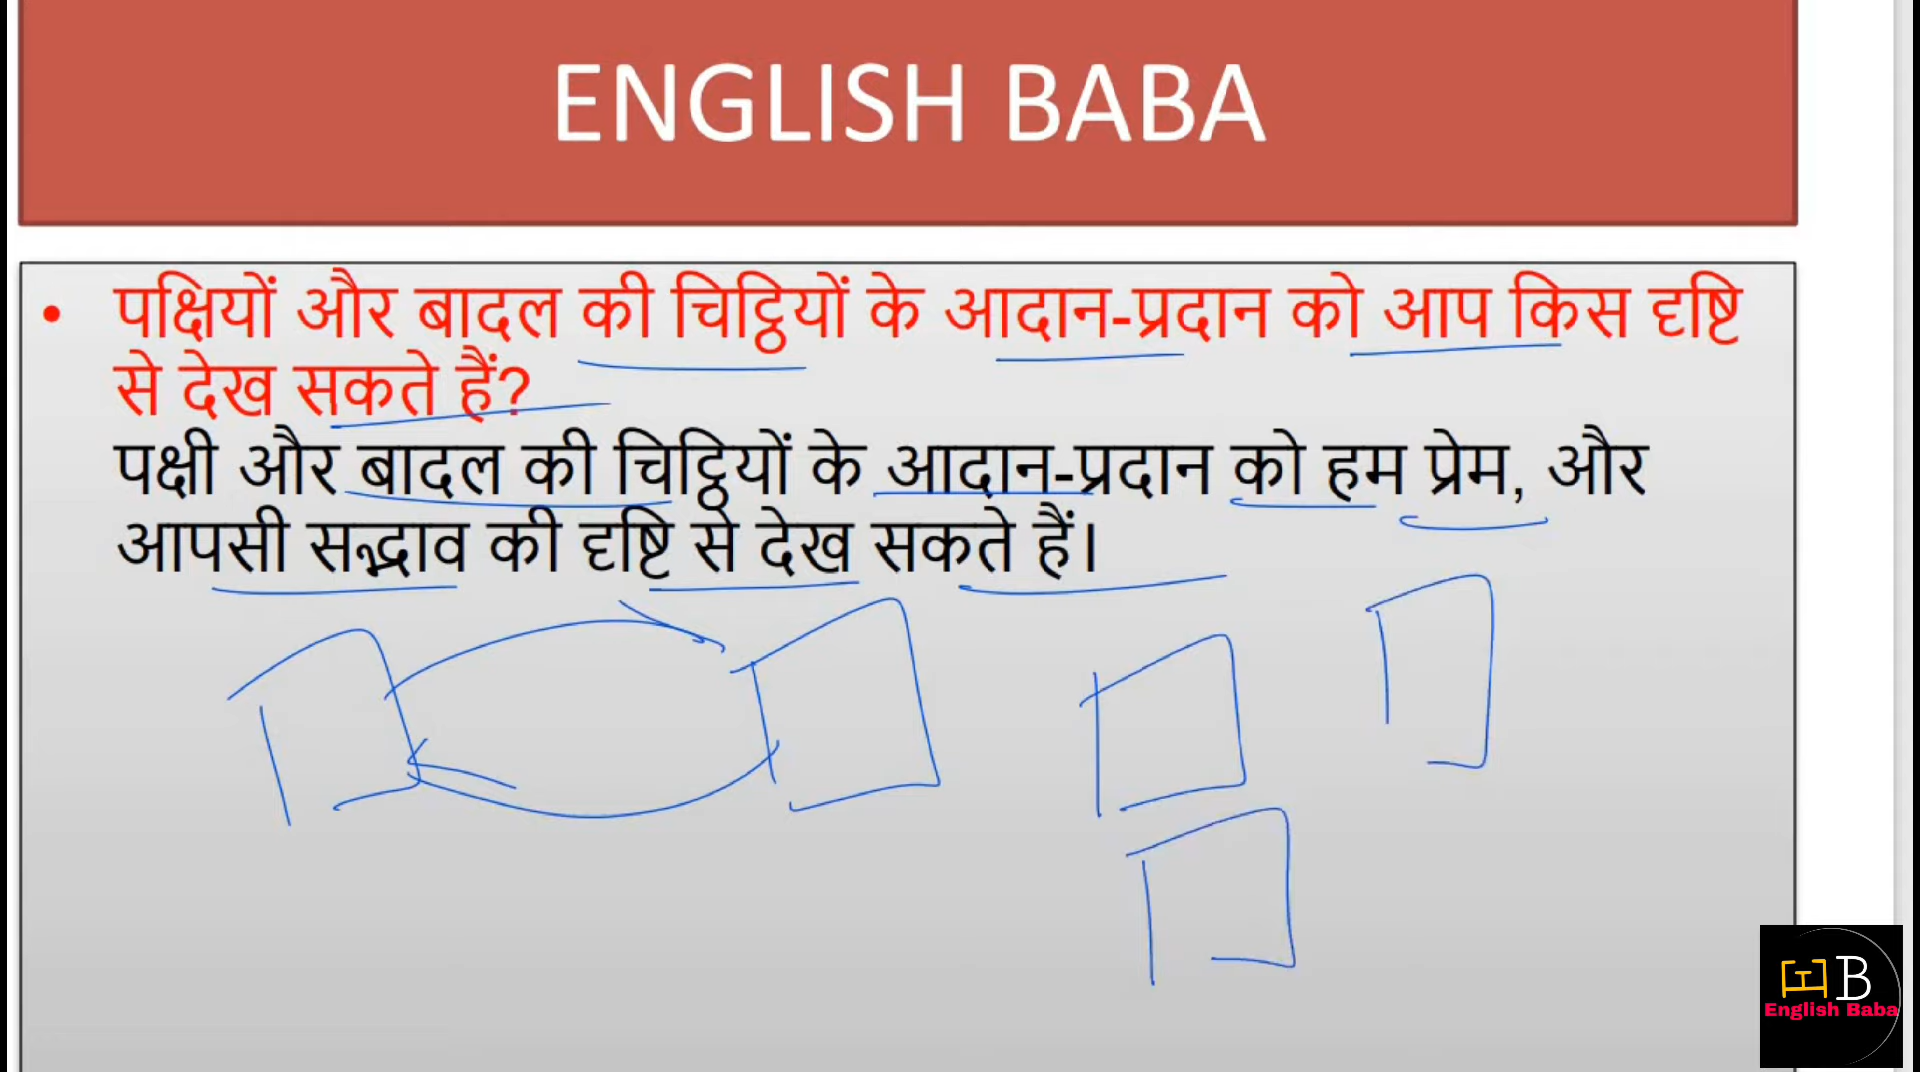 ENGLISH BABA
• पक्षियों और बादल की चिट्ठियों के आदान-प्रदान को आप किस दृष्टि
से देख सकते हैं?
पक्षी और बादल की चिट्ठियों के आदान-प्रदान को हम प्रेम, और
आपसी सद्भाव की दृष्टि से देख सकते हैं।
B
English Baba